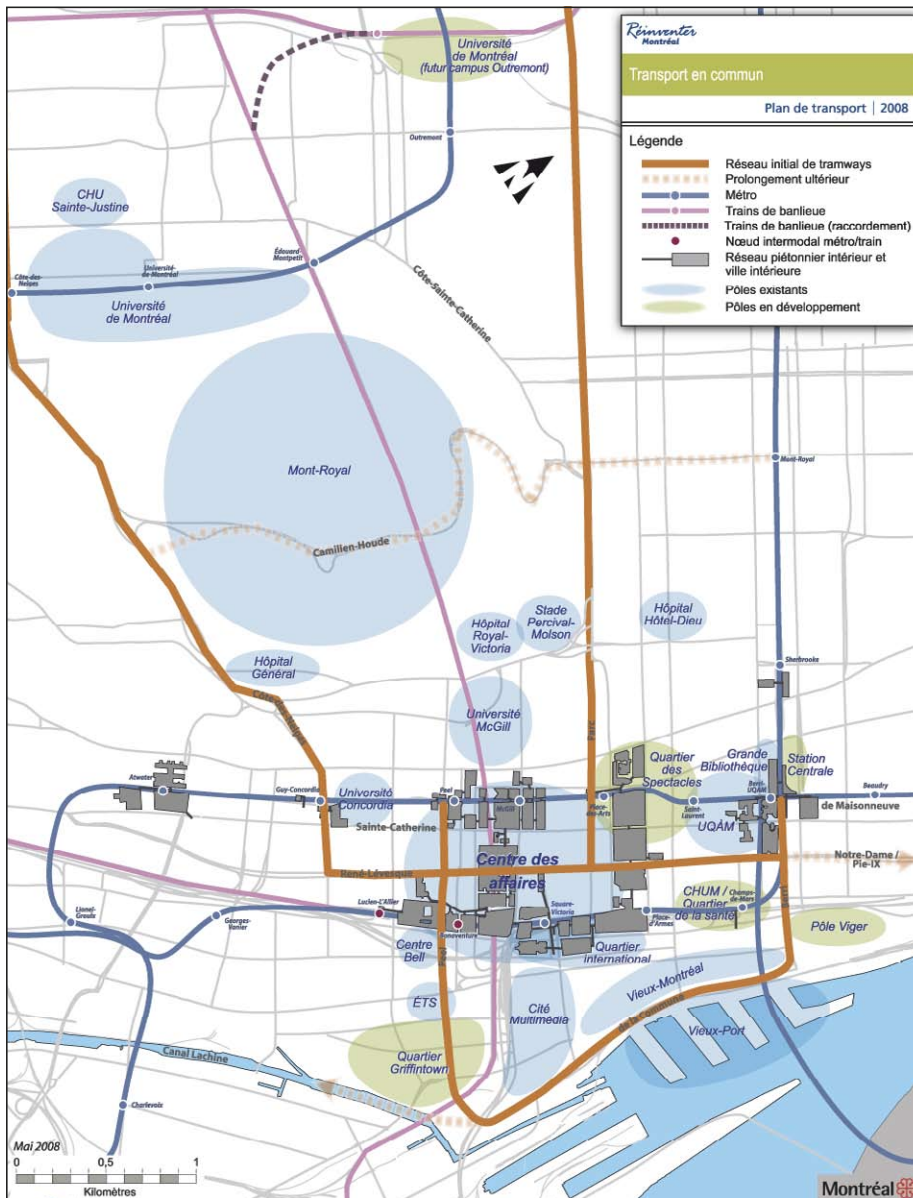 Réinventer
Montréal
Transport en commun
Plan de transport | 2008
Légende
Réseau initial de tramways
Prolongement ultérieur
Métro
Trains de banlieue
Trains de banlieue (raccordement)
Nœud intermodal métro/train
Réseau piétonnier intérieur et
ville intérieure
Pôles existants
Pôles en développement
Université
de Montréal
(futur campus Outremont)
Outremont
CHU
Sainte-Justine
Côte-des-
Neiges
Université-
de-Montréal
Édouard-
Montpetit
Université
de Montréal
Côte-Sainte-Catherine
Mont-Royal
Mont-Royal
Camillien-Houde
Hôpital
Royal-
Victoria
Stade
Percival-
Molson
Hôpital
Hôtel-Dieu
Hôpital
Général
Sherbrooke
Côte-des-Neiges
Université
McGill
Parc
Quartier
des
Spectacles
Grande
Bibliothèque
Station
Centrale
Atwater
Guy-Concordia
Université
Concordia
Peel
McGill
Place-
des-Arts
Saint-
Laurent
Berri-
UQAM
Beaudry
de Maisonneuve
Sainte-Catherine
UQÀM
Centre des
affaires
René-Lévesque
Notre-Dame /
Pie-IX
Lucien-L'Allier
CHUM /
Quartier
de la santé
Champ-
de-Mars
Berri
Lionel-
Groulx
Georges-
Vanier
Bonaventure
Square-
Victoria
Place-
d'Armes
Pôle Viger
Centre
Bell
Peel
Quartier
International
Vieux-Montréal
ÉTS
Cité
Multimédia
de la Commune
Vieux-Port
Canal Lachine
Quartier
Griffintown
Charlevoix
Mai 2008
0 0,5 1
Kilomètres
Montréal
N